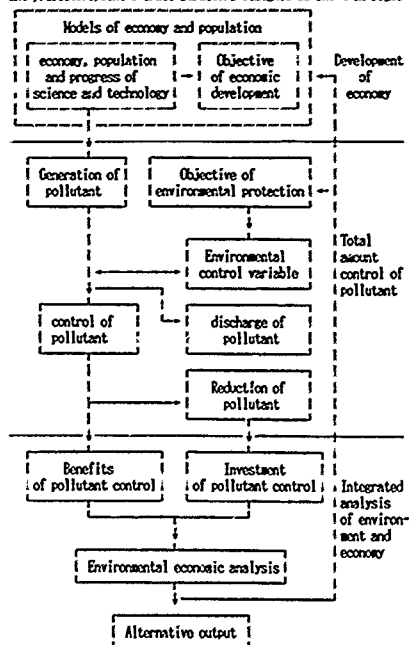 Models of economy and population
economy, population
and progress of
science and technology
Objective
of economic
development
Development
of
economy
Generation of
pollutant
Objective of
environmental protection
Environmental
control variable
Total
amount
control of
pollutant
control of
pollutant
discharge of
pollutant
Reduction of
pollutant
Benefits
of pollutant control
Investment
of pollutant control
Integrated
analysis
of environ-
ment and
economy
Environmental economic analysis
Alternative output